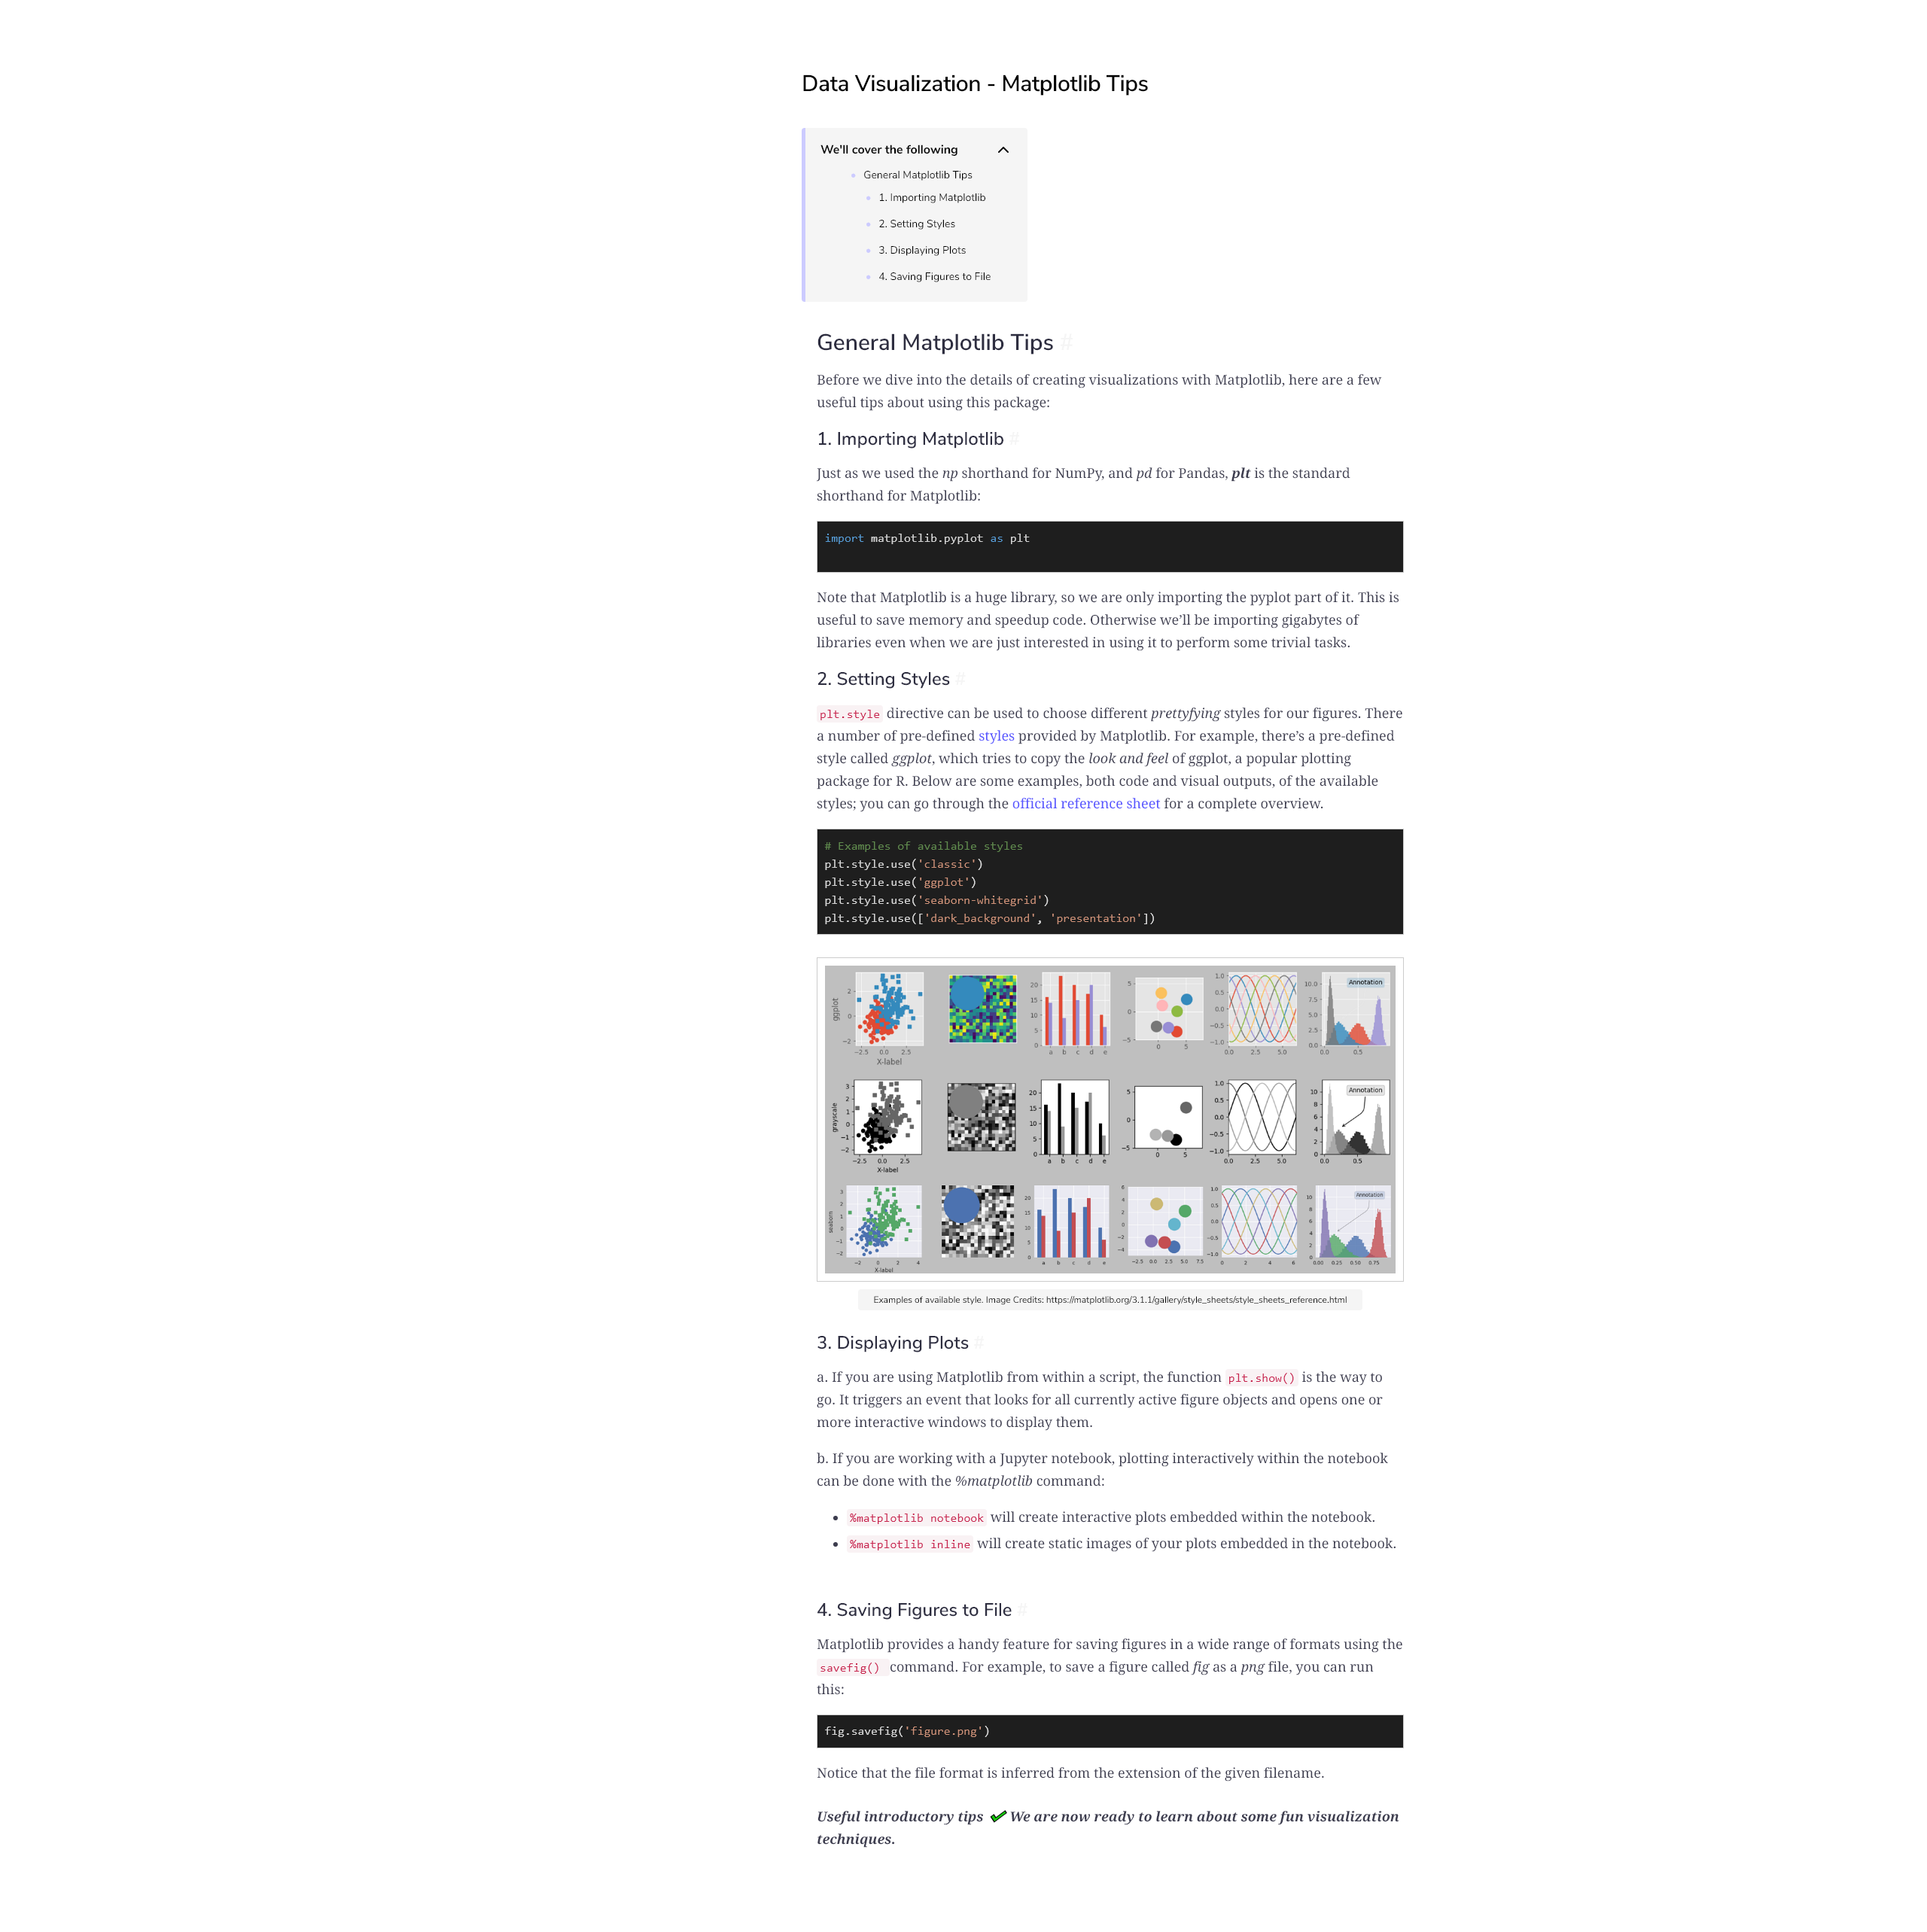 Data Visualization - Matplotlib Tips
We'll cover the following
General Matplotlib Tips
1. Importing Matplotlib
2. Setting Styles
3. Displaying Plots
4. Saving Figures to File
General Matplotlib Tips #
Before we dive into the details of creating visualizations with Matplotlib, here are a few
useful tips about using this package:
1. Importing Matplotlib #
Just as we used the np shorthand for NumPy, and pd for Pandas, plt is the standard
shorthand for Matplotlib:
import matplotlib.pyplot as plt
Note that Matplotlib is a huge library, so we are only importing the pyplot part of it. This is
useful to save memory and speedup code. Otherwise we’ll be importing gigabytes of
libraries even when we are just interested in using it to perform some trivial tasks.
2. Setting Styles #
plt.style directive can be used to choose different prettyfying styles for our figures. There
a number of pre-defined styles provided by Matplotlib. For example, there’s a pre-defined
style called ggplot, which tries to copy the look and feel of ggplot, a popular plotting
package for R. Below are some examples, both code and visual outputs, of the available
styles; you can go through the official reference sheet for a complete overview.
# Examples of available styles
plt.style.use('classic')
plt.style.use('ggplot')
plt.style.use('seaborn-whitegrid')
plt.style.use(['dark_background', 'presentation'])
ggplot
X-label
Annotation
grayscale
X-label
Annotation
seaborn
X-label
Annotation
Examples of available style. Image Credits: https://matplotlib.org/3.1.1/gallery/style_sheets/style_sheets_reference.html
3. Displaying Plots #
a. If you are using Matplotlib from within a script, the function plt.show() is the way to
go. It triggers an event that looks for all currently active figure objects and opens one or
more interactive windows to display them.
b. If you are working with a Jupyter notebook, plotting interactively within the notebook
can be done with the %matplotlib command:
%matplotlib notebook will create interactive plots embedded within the notebook.
%matplotlib inline will create static images of your plots embedded in the notebook.
4. Saving Figures to File #
Matplotlib provides a handy feature for saving figures in a wide range of formats using the
savefig() command. For example, to save a figure called fig as a png file, you can run
this:
fig.savefig('figure.png')
Notice that the file format is inferred from the extension of the given filename.
Useful introductory tips ✔ We are now ready to learn about some fun visualization
techniques.